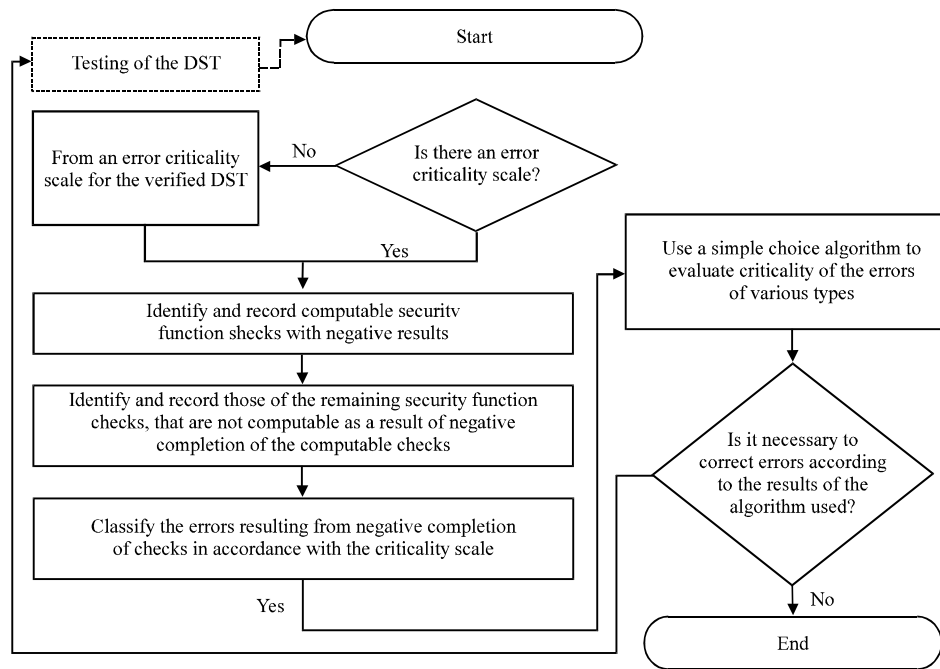 Start
Testing of the DST
Is there an error
criticality scale?
No
From an error criticality
scale for the verified DST
Yes
Identify and record computable securitv
function shecks with negative results
Identify and record those of the remaining security function
checks, that are not computable as a result of negative
completion of the computable checks
Classify the errors resulting from negative completion
of checks in accordance with the criticality scale
Yes
Use a simple choice algorithm to
evaluate criticality of the errors
of various types
Is it necessary to
correct errors according
to the results of the
algorithm used?
No
End